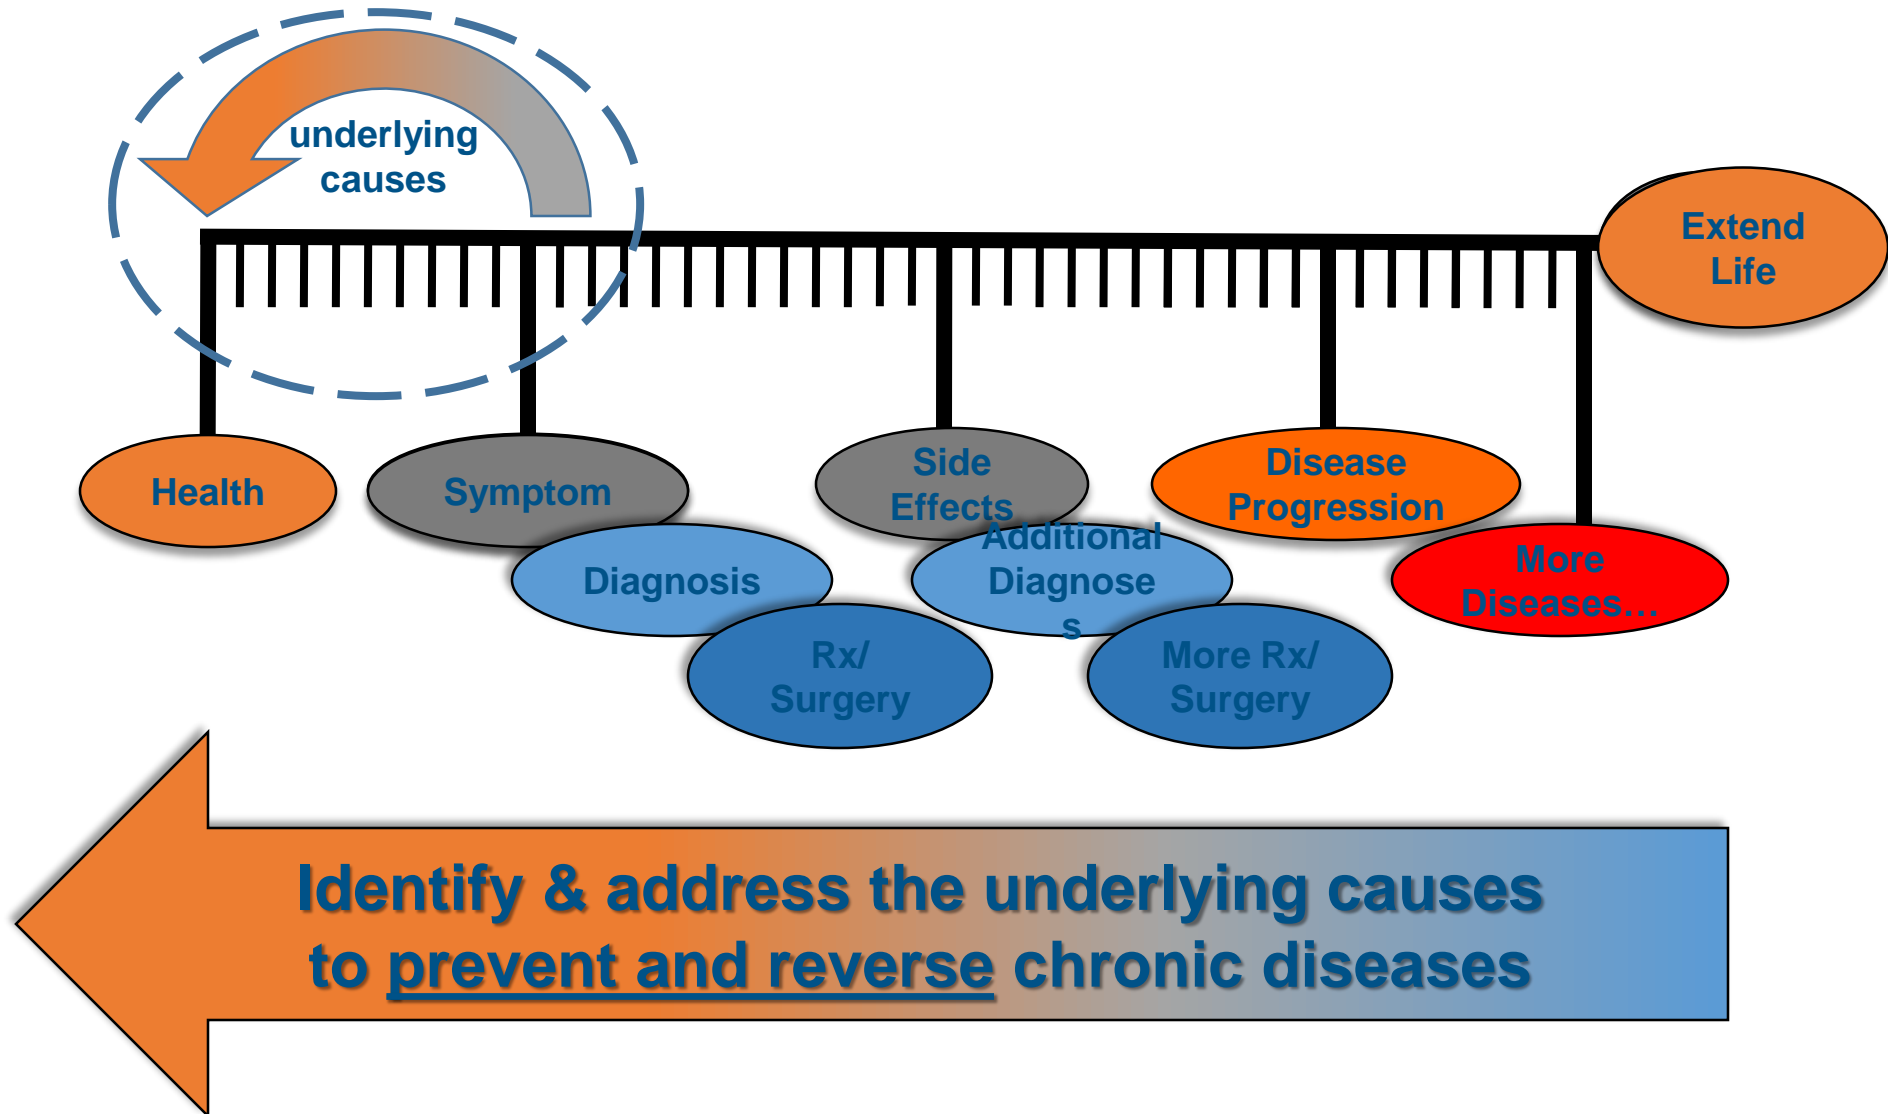 underlying
causes
Extend
Life
Health
Symptom
Side
Effects
Disease
Progression
Diagnosis
Additional
Diagnose
s
More
Diseases…
Rx/
Surgery
More Rx/
Surgery
Identify & address the underlying causes
to prevent and reverse chronic diseases